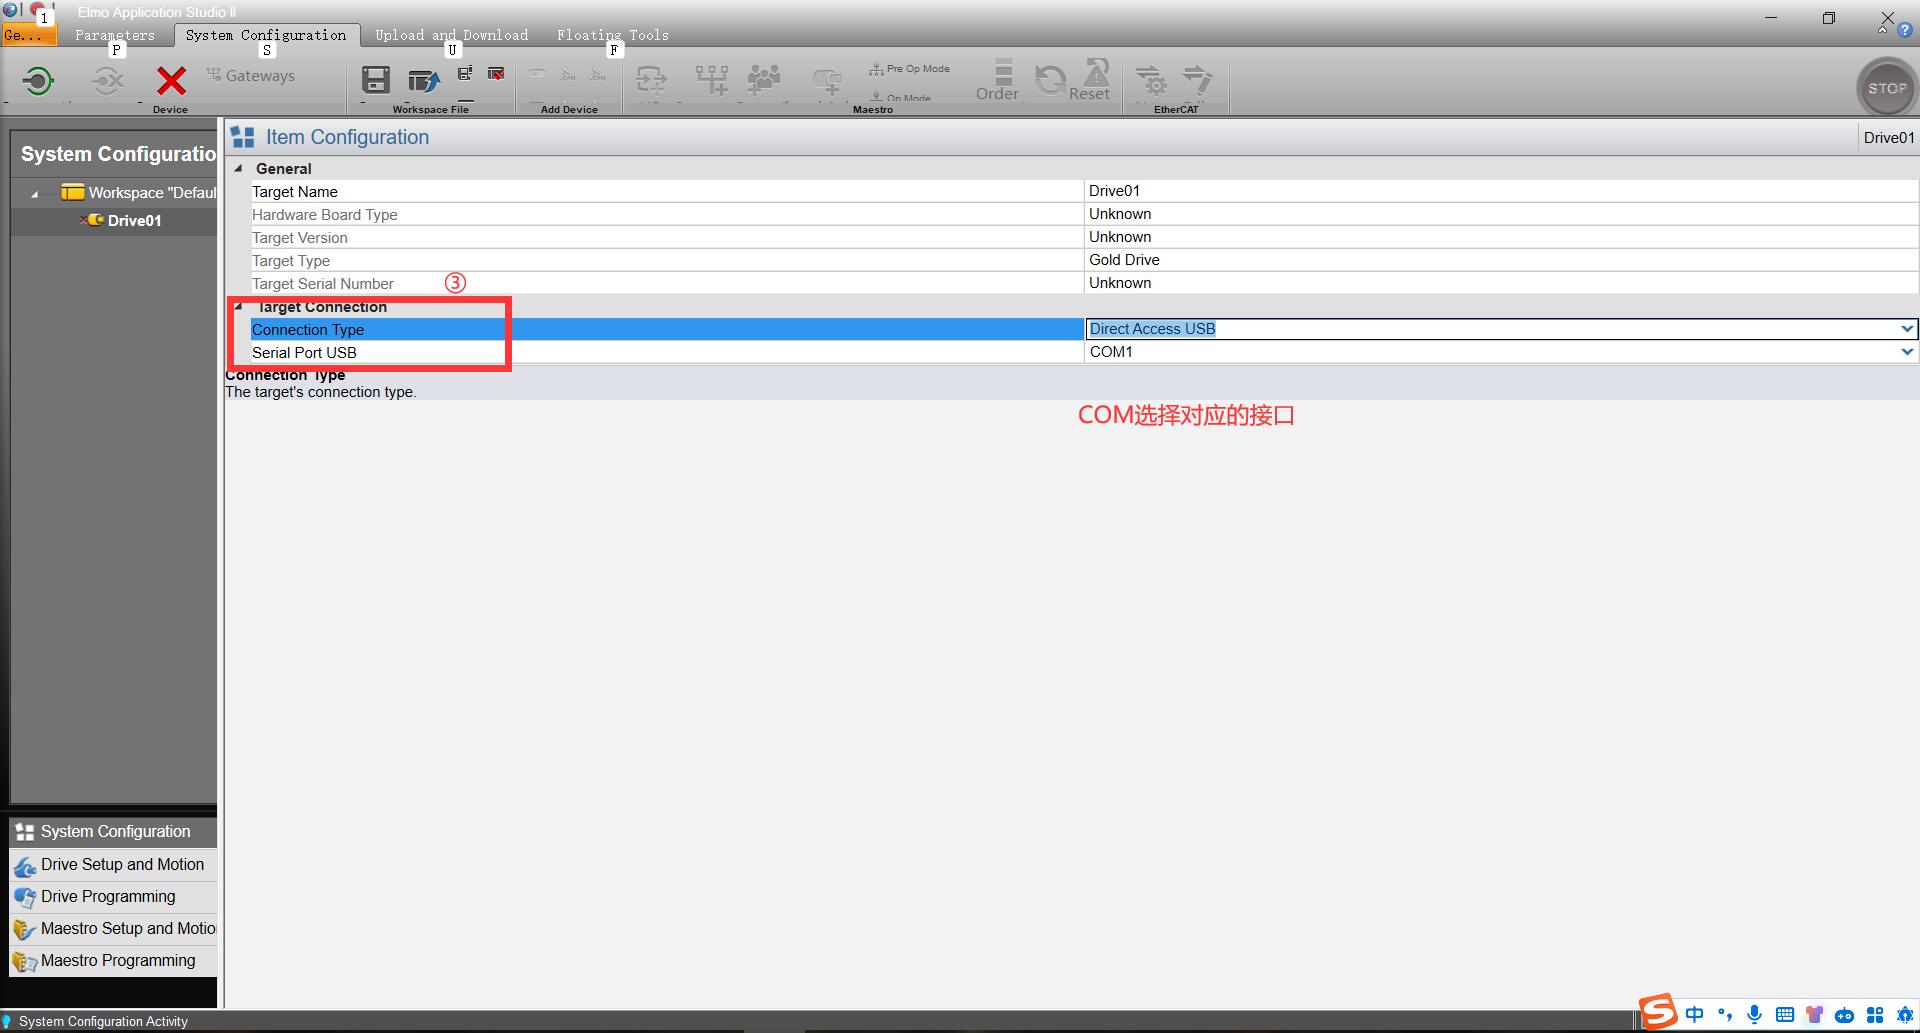 Elmo Application Studio II
1
Ge...
Parameters
System Configuration
Upload and Download
Floating Tools
P
S
U
F
Gateways
Pre Op Mode
Op Mode
Order
Reset
STOP
Device
Workspace File
Add Device
Maestro
EtherCAT
System Configuratio
Workspace "Defaul
Drive01
Item Configuration
Drive01
General
Target Name
Drive01
Hardware Board Type
Unknown
Target Version
Unknown
Target Type
Gold Drive
Target Serial Number
③
Unknown
Target Connection
Connection Type
Direct Access USB
Serial Port USB
COM1
Connection Type
The target's connection type.
COM选择对应的接口
System Configuration
Drive Setup and Motion
Drive Programming
Maestro Setup and Motio
Maestro Programming
System Configuration Activity
中